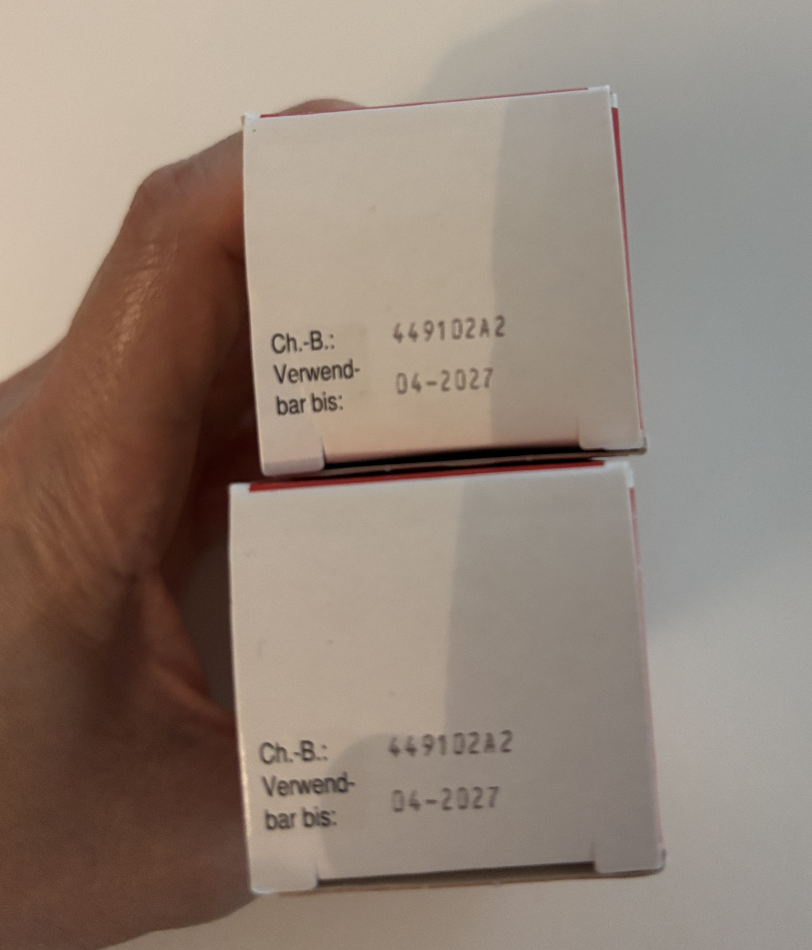 Ch.-B.: 449102A2
Verwend-
bar bis: 04-2027
Ch.-B.: 449102A2
Verwend-
bar bis: 04-2027